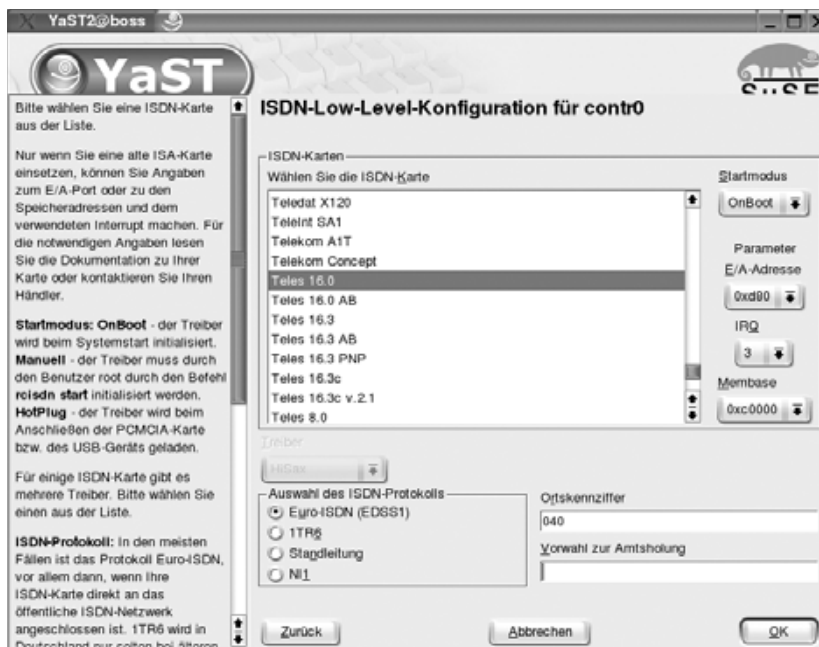 YaST2@boss
YaST
SuSE
Bitte wählen Sie eine ISDN-Karte
aus der Liste.
Nur wenn Sie eine alte ISA-Karte
einsetzen, können Sie Angaben
zum E/A-Port oder zu den
Speicheradressen und dem
verwendeten Interrupt machen. Für
die notwendigen Angaben lesen
Sie die Dokumentation zu Ihrer
Karte oder kontaktieren Sie Ihren
Händler.
Startmodus: OnBoot - der Treiber
wird beim Systemstart initialisiert.
Manuell - der Treiber muss durch
den Benutzer root durch den Befehl
rcisdn start initialisiert werden.
HotPlug - der Treiber wird beim
Anschließen der PCMCIA-Karte
bzw. des USB-Geräts geladen.
Für einige ISDN-Karte gibt es
mehrere Treiber. Bitte wählen Sie
einen aus der Liste.
ISDN-Protokoll: In den meisten
Fällen ist das Protokoll Euro-ISDN,
vor allem dann, wenn Ihre
ISDN-Karte direkt an das
öffentliche ISDN-Netzwerk
angeschlossen ist. 1TR6 wird in
Deutschland nur selten bei älteren
ISDN-Low-Level-Konfiguration für contr0
ISDN-Karten
Wählen Sie die ISDN-Karte
Teledat X120
TeleInt SA1
Telekom A1T
Telekom Concept
Teles 16.0
Teles 16.0 AB
Teles 16.3
Teles 16.3 AB
Teles 16.3 PNP
Teles 16.3c
Teles 16.3c v.2.1
Teles 8.0
Startmodus
OnBoot
Parameter
E/A-Adresse
0xd80
IRQ
3
Membase
0xc0000
Treiber
HiSax
Auswahl des ISDN-Protokolls
Euro-ISDN (EDSS1)
1TR6
Standleitung
NI1
Ortskennziffer
040
Vorwahl zur Amtsholung
Zurück
Abbrechen
OK